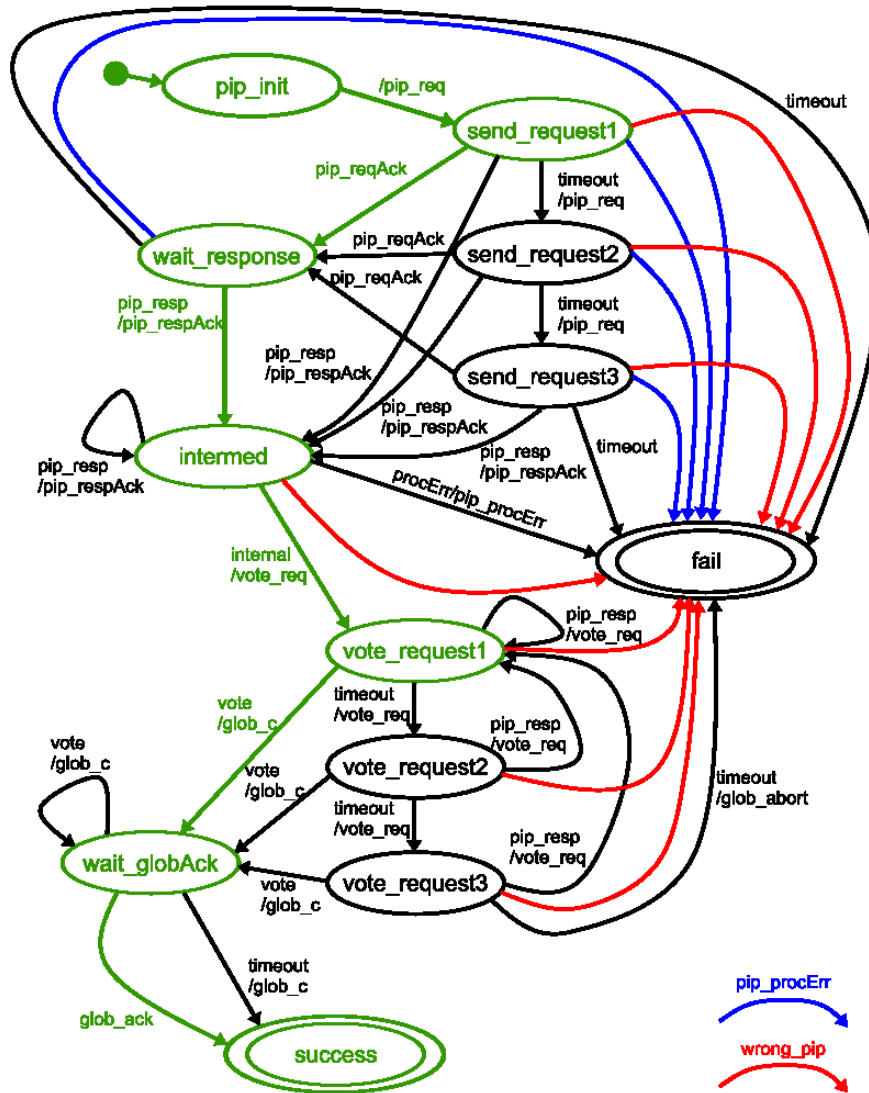 pip_init
/pip_req
timeout
send_request1
pip_reqAck
timeout
/pip_req
wait_response
pip_reqAck
send_request2
pip_reqAck
pip_resp
/pip_respAck
timeout
/pip_req
pip_resp
/pip_respAck
send_request3
pip_resp
/pip_respAck
timeout
pip_resp
/pip_respAck
intermed
pip_resp
/pip_respAck
procErr/pip_procErr
internal
/vote_req
fail
pip_resp
/vote_req
vote_request1
vote
/glob_c
timeout
/vote_req
pip_resp
/vote_req
vote
/glob_c
vote
/glob_c
vote_request2
timeout
/glob_abort
timeout
/vote_req
pip_resp
/vote_req
wait_globAck
vote
/glob_c
vote_request3
timeout
/glob_c
glob_ack
success
pip_procErr
wrong_pip